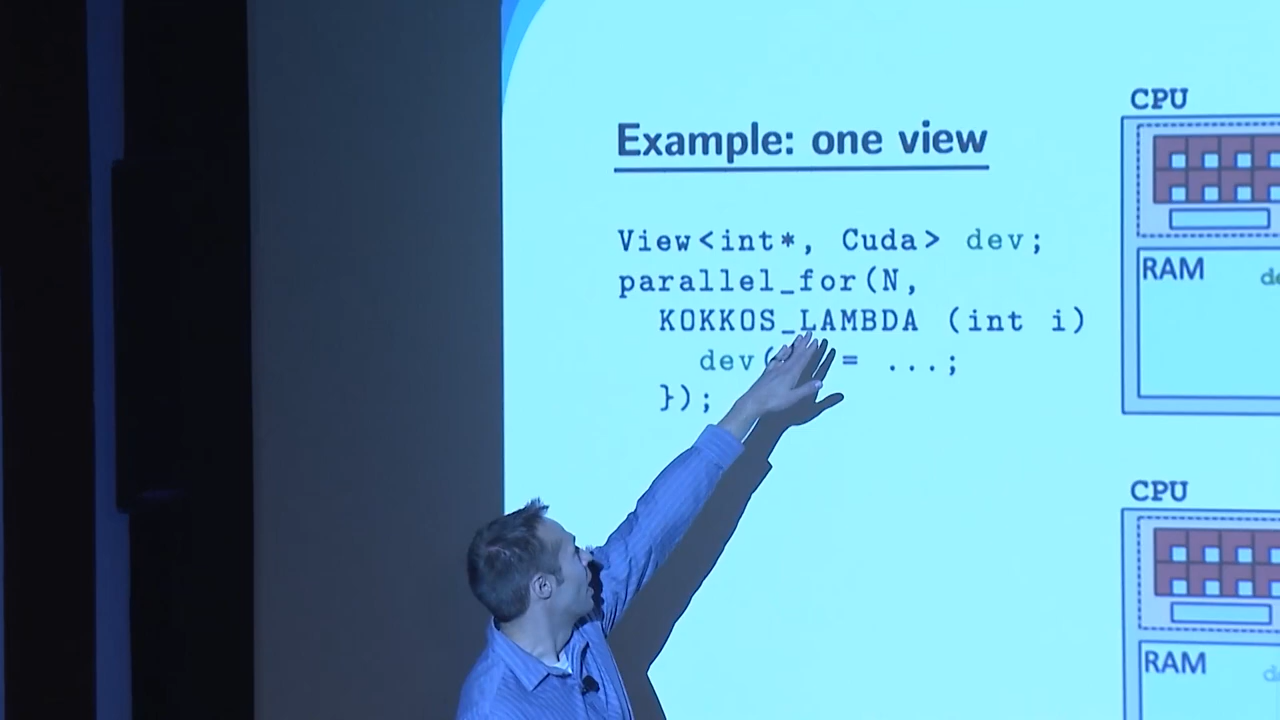 Example: one view
View<int*, Cuda> dev;
parallel_for(N,
KOKKOS_LAMBDA (int i)
dev( = ...;
});
CPU
RAM
CPU
RAM